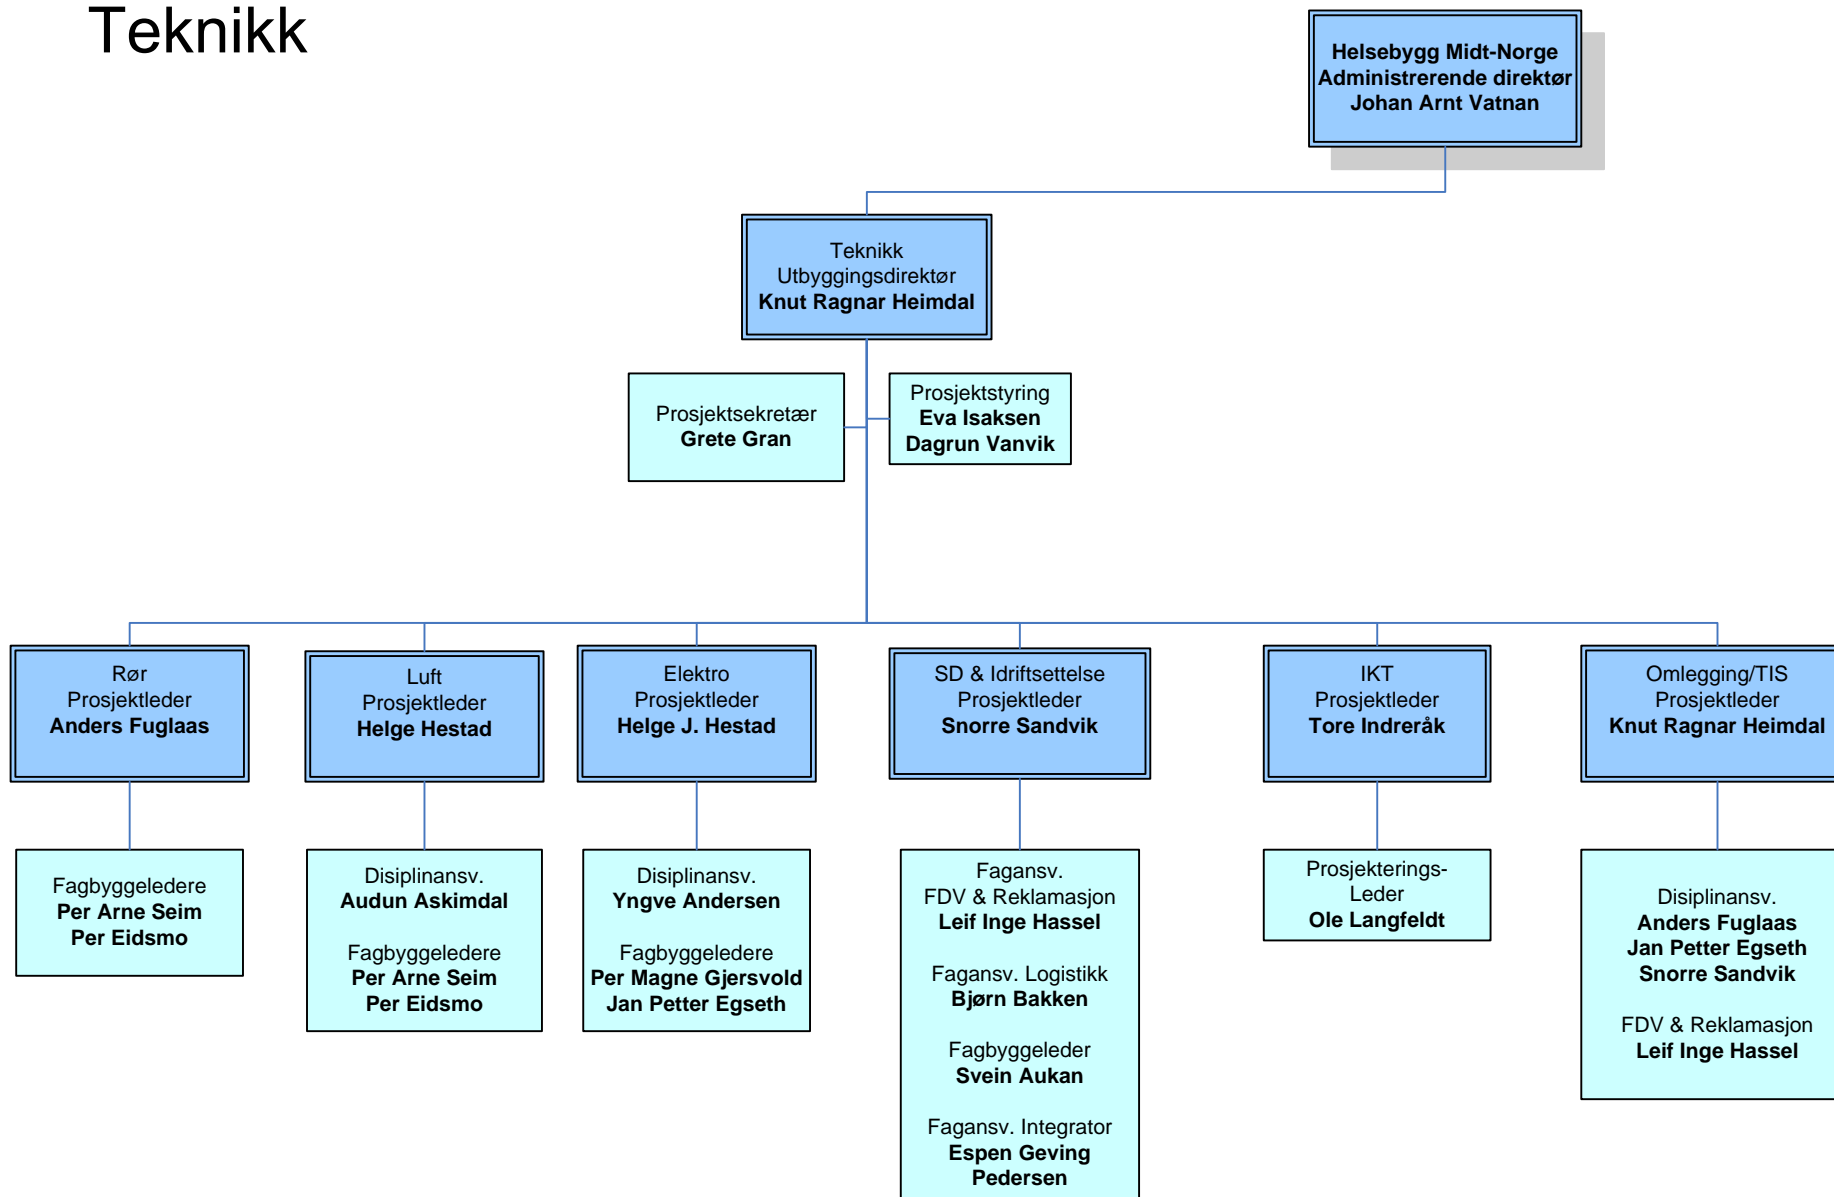 Teknikk
Helsebygg Midt-Norge
Administrerende direktør
Johan Arnt Vatnan
Teknikk
Utbyggingsdirektør
Knut Ragnar Heimdal
Prosjektsekretær
Grete Gran
Prosjektstyring
Eva Isaksen
Dagrun Vanvik
Rør
Prosjektleder
Anders Fuglaas
Luft
Prosjektleder
Helge Hestad
Elektro
Prosjektleder
Helge J. Hestad
SD & Idriftsettelse
Prosjektleder
Snorre Sandvik
IKT
Prosjektleder
Tore Indreråk
Omlegging/TIS
Prosjektleder
Knut Ragnar Heimdal
Fagbyggeledere
Per Arne Seim
Per Eidsmo
Disiplinansv.
Audun Askimdal
Fagbyggeledere
Per Arne Seim
Per Eidsmo
Disiplinansv.
Yngve Andersen
Fagbyggeledere
Per Magne Gjersvold
Jan Petter Egseth
Fagansv.
FDV & Reklamasjon
Leif Inge Hassel
Fagansv. Logistikk
Bjørn Bakken
Fagbyggeleder
Svein Aukan
Fagansv. Integrator
Espen Geving
Pedersen
Prosjekterings-
Leder
Ole Langfeldt
Disiplinansv.
Anders Fuglaas
Jan Petter Egseth
Snorre Sandvik
FDV & Reklamasjon
Leif Inge Hassel